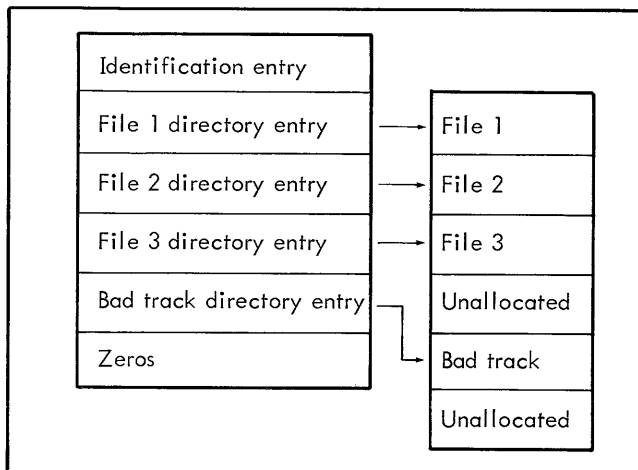 Identification entry
File 1 directory entry
File 2 directory entry
File 3 directory entry
Bad track directory entry
Zeros
File 1
File 2
File 3
Unallocated
Bad track
Unallocated